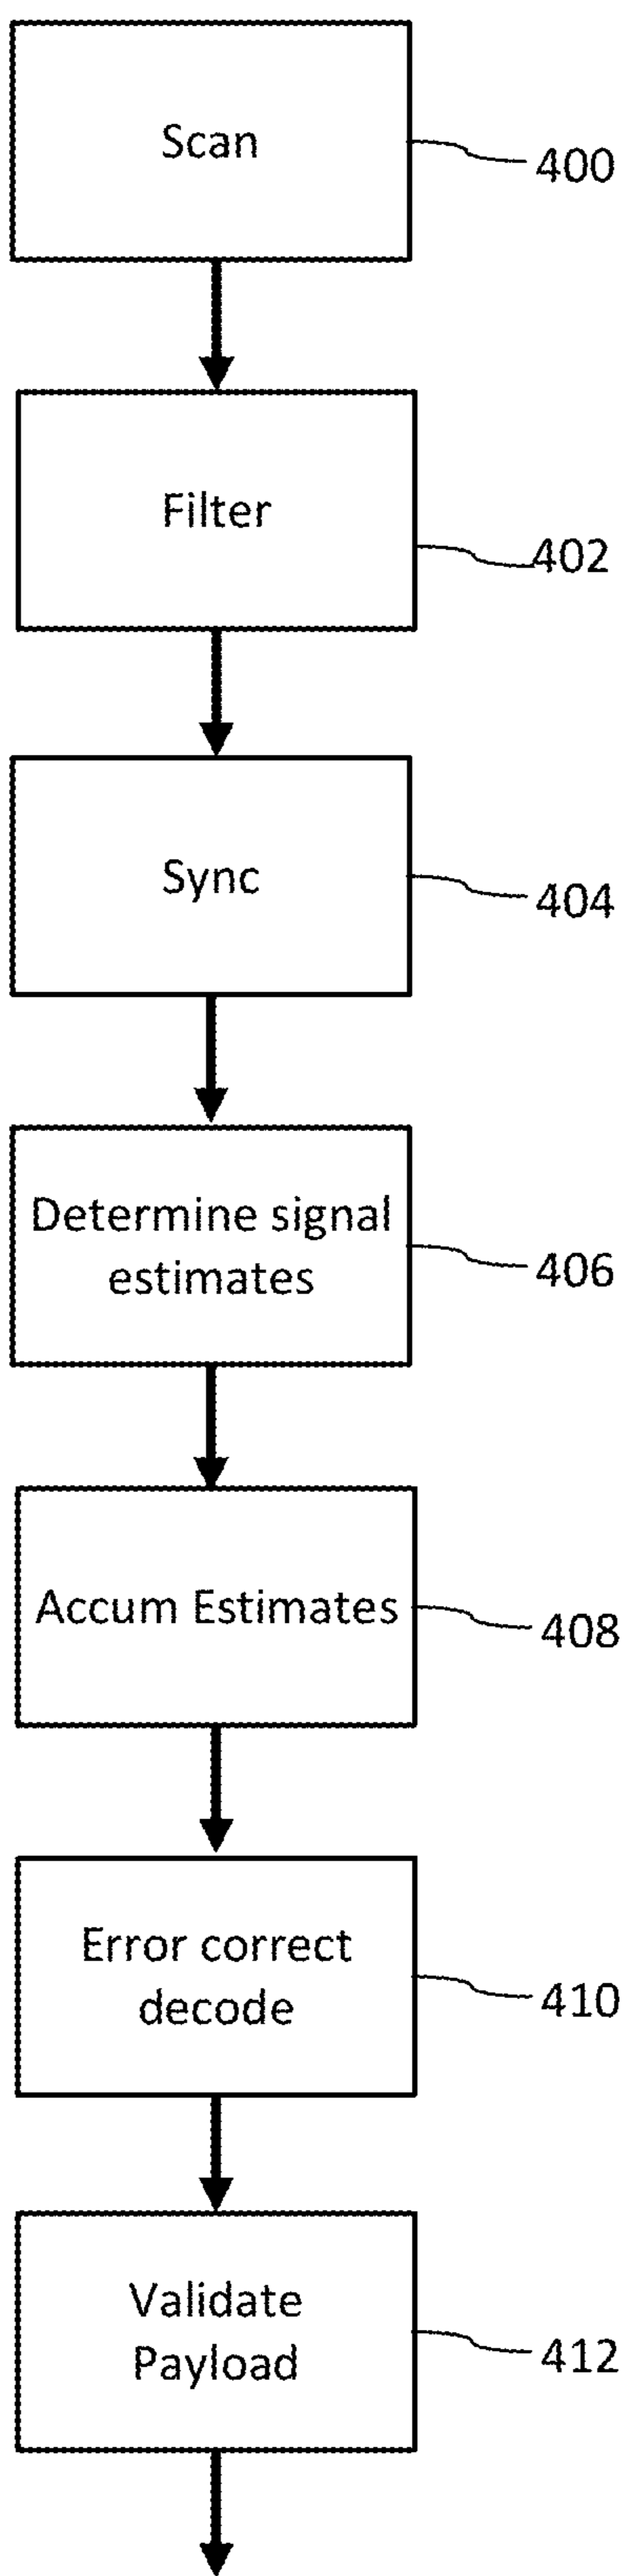 Scan
400
Filter
402
Sync
404
Determine signal
estimates
406
Accum Estimates
408
Error correct
decode
410
Validate
Payload
412